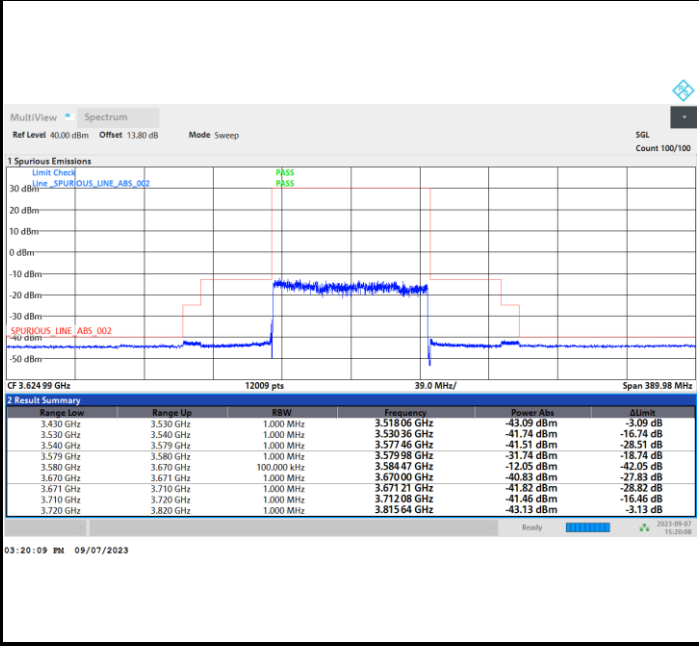 MultiView Spectrum
Ref Level 40.00 dBm Offset 13.80 dB Mode Sweep SGL
Count 100/100
1 Spurious Emissions
Limit Check PASS
Line _SPURIOUS_LINE_ABS_002 PASS
30 dBm
20 dBm
10 dBm
0 dBm
-10 dBm
-20 dBm
-30 dBm
_SPURIOUS_LINE_ABS_002
-40 dBm
-50 dBm
CF 3.624 99 GHz 12009 pts 39.0 MHz/ Span 389.98 MHz
2 Result Summary
Range Low Range Up RBW Frequency Power Abs ΔLimit
3.430 GHz 3.530 GHz 1.000 MHz 3.518 06 GHz -43.09 dBm -3.09 dB
3.530 GHz 3.540 GHz 1.000 MHz 3.530 36 GHz -41.74 dBm -16.74 dB
3.540 GHz 3.579 GHz 1.000 MHz 3.577 46 GHz -41.51 dBm -28.51 dB
3.579 GHz 3.580 GHz 1.000 MHz 3.579 98 GHz -31.74 dBm -18.74 dB
3.580 GHz 3.670 GHz 100.000 kHz 3.584 47 GHz -12.05 dBm -42.05 dB
3.670 GHz 3.671 GHz 1.000 MHz 3.670 00 GHz -40.83 dBm -27.83 dB
3.671 GHz 3.710 GHz 1.000 MHz 3.671 21 GHz -41.82 dBm -28.82 dB
3.710 GHz 3.720 GHz 1.000 MHz 3.712 08 GHz -41.46 dBm -16.46 dB
3.720 GHz 3.820 GHz 1.000 MHz 3.815 64 GHz -43.13 dBm -3.13 dB
Ready 2023-09-07
15:20:08
03:20:09 PM 09/07/2023